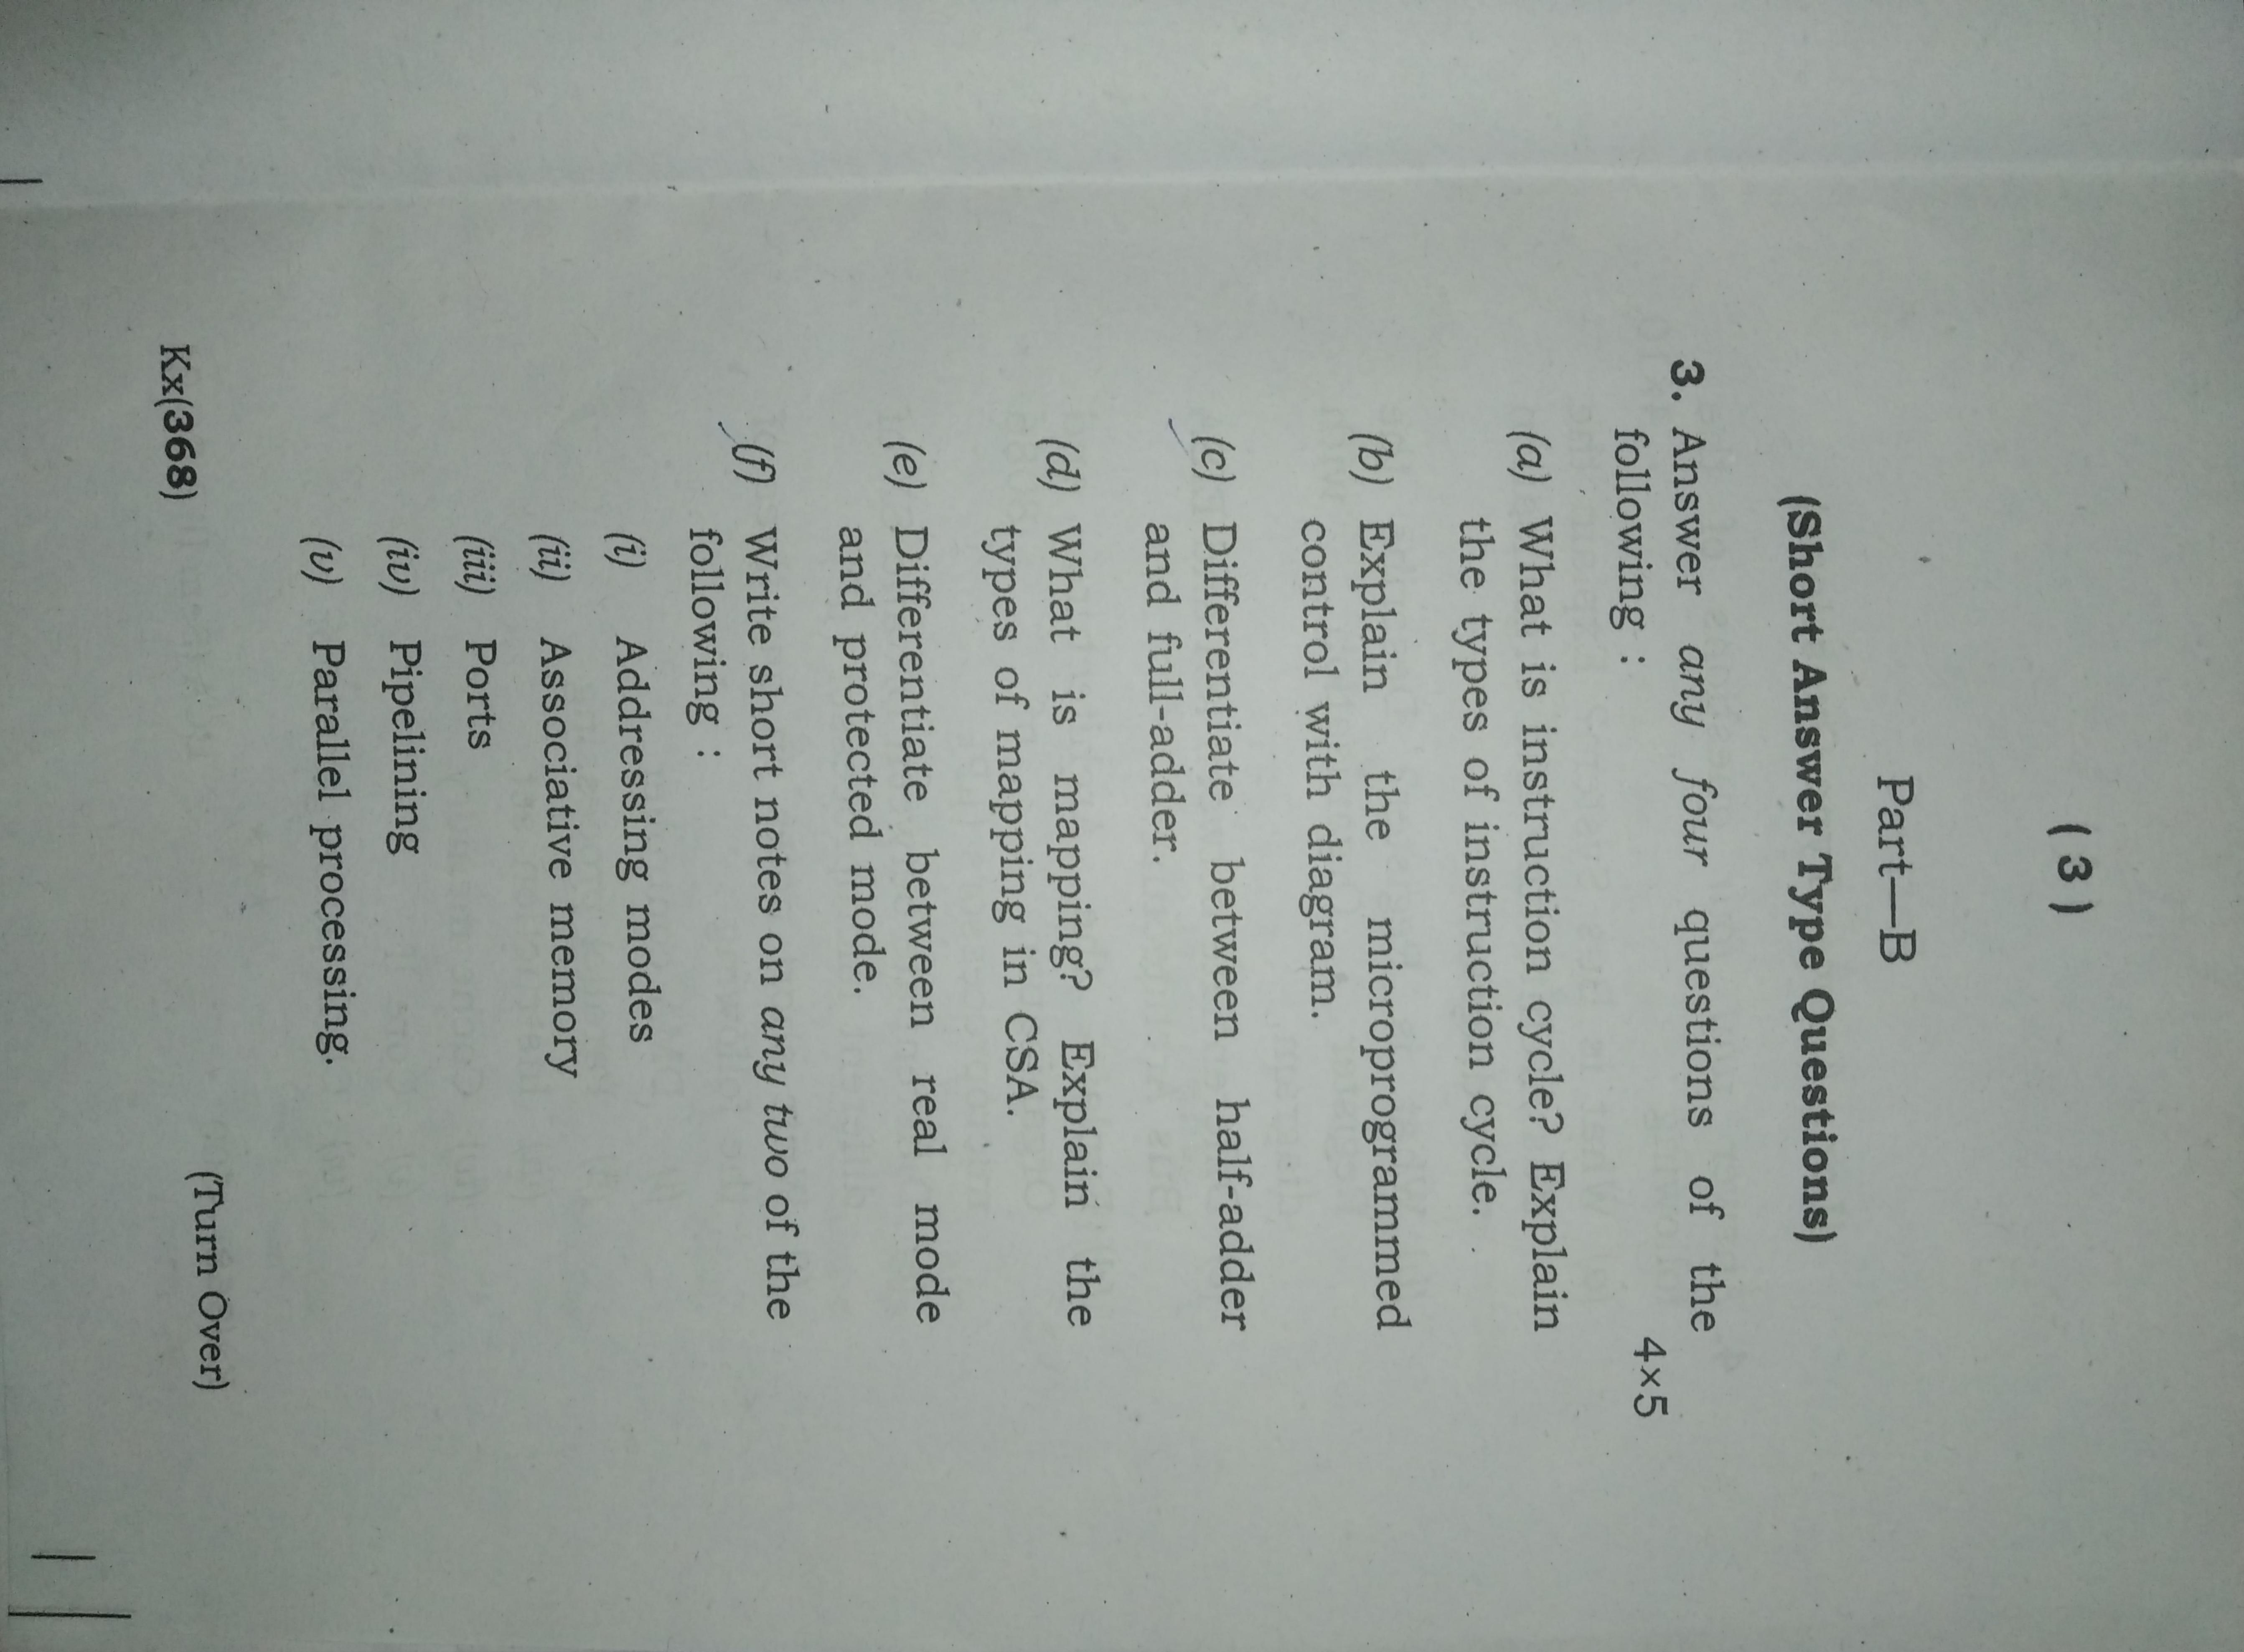 ( 3 )
Part—B
(Short Answer Type Questions)
3. Answer any four questions of the
following : 4×5
(a) What is instruction cycle? Explain
the types of instruction cycle.
(b) Explain the microprogrammed
control with diagram.
(c) Differentiate between half-adder
and full-adder.
(d) What is mapping? Explain the
types of mapping in CSA.
(e) Differentiate between real mode
and protected mode.
(f) Write short notes on any two of the
following :
(i) Addressing modes
(ii) Associative memory
(iii) Ports
(iv) Pipelining
(v) Parallel processing.
Kx(368) (Turn Over)